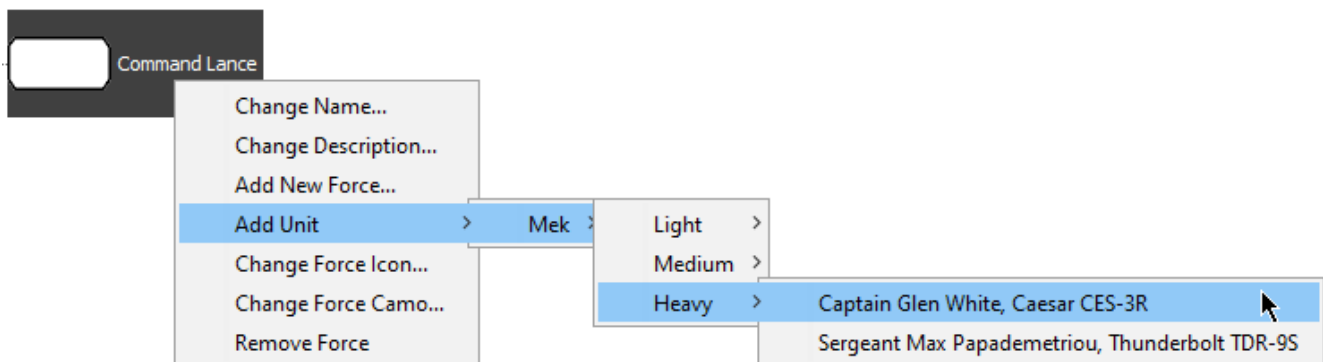 Command Lance
Change Name...
Change Description...
Add New Force...
Add Unit
Mek
Light
Medium
Heavy
Captain Glen White, Caesar CES-3R
Sergeant Max Papademetriou, Thunderbolt TDR-9S
Change Force Icon...
Change Force Camo...
Remove Force